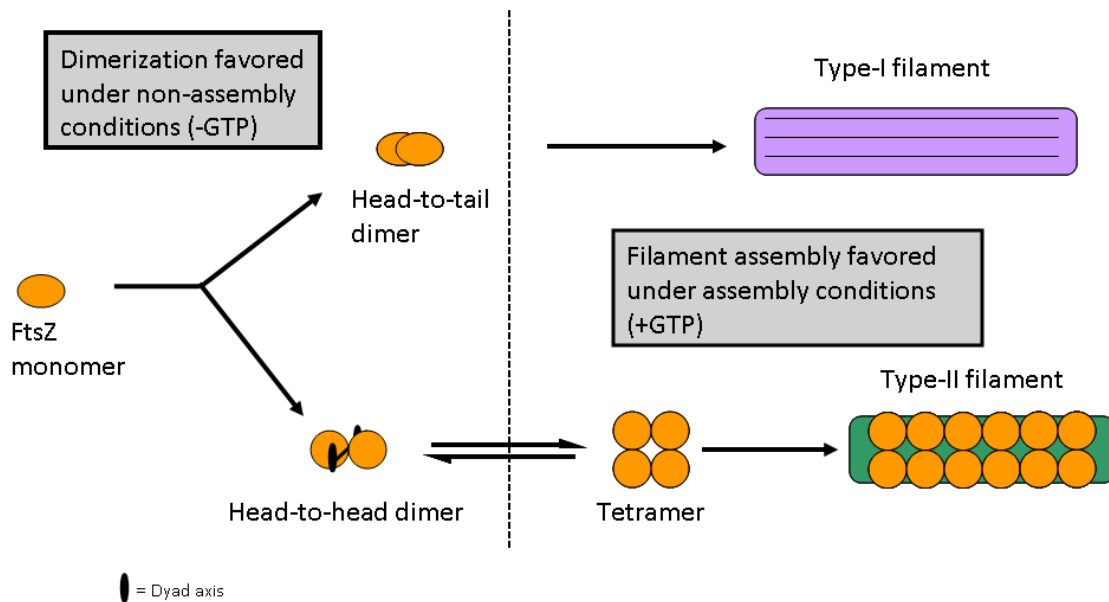 Dimerization favored
under non-assembly
conditions (-GTP)
Type-I filament
Head-to-tail
dimer
Filament assembly favored
under assembly conditions
(+GTP)
FtsZ
monomer
Type-II filament
Head-to-head dimer
Tetramer
= Dyad axis